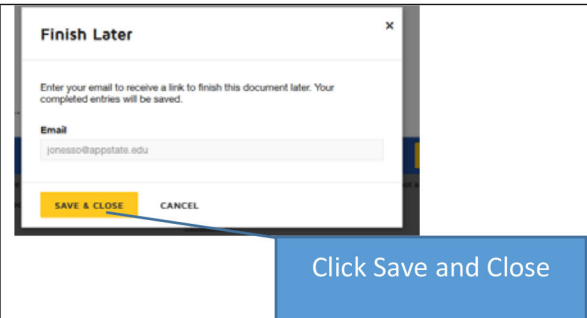 Finish Later
×
Enter your email to receive a link to finish this document later. Your
completed entries will be saved.
Email
jonesso@appstate.edu
SAVE & CLOSE CANCEL
Click Save and Close